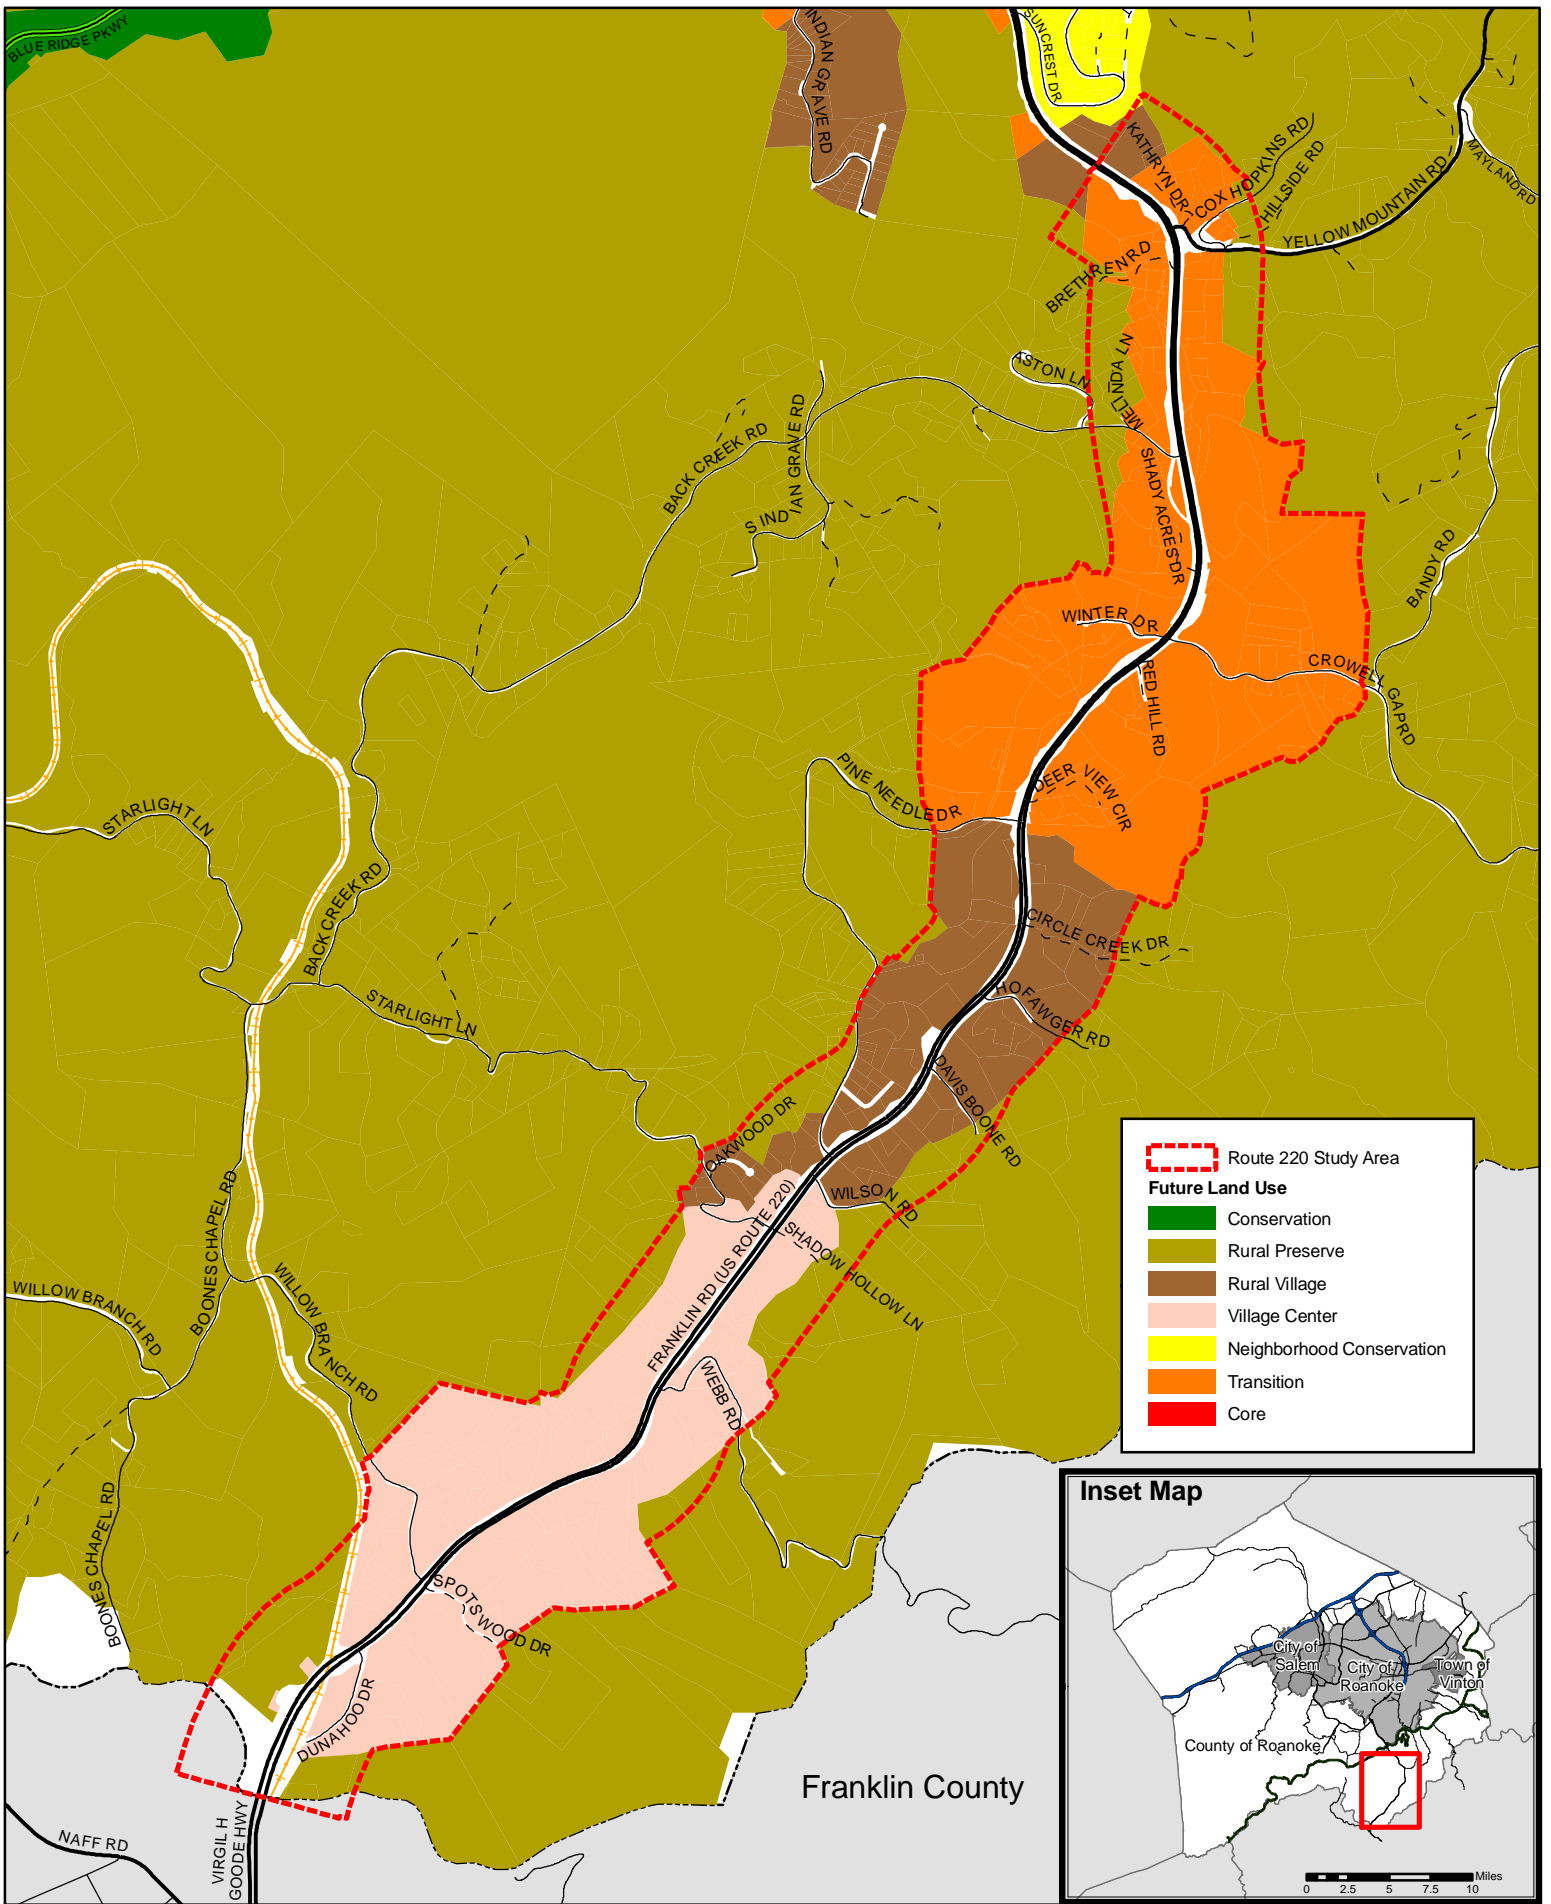 BLUE RIDGE PKWY
INDIAN GRAVE RD
SUNCREST DR
KATHRYN DR
COX HOPKINS RD
HILLSIDE RD
YELLOW MOUNTAIN RD
MAYLAND RD
BRETHREN RD
ASTON LN
MELINDA LN
BACK CREEK RD
S INDIAN GRAVE RD
SHADY ACRES DR
BANDY RD
WINTER DR
CROWELL GAP RD
RED HILL RD
PINE NEEDLE DR
DEER VIEW CIR
STARLIGHT LN
BACK CREEK RD
CIRCLE CREEK DR
STARLIGHT LN
HOFAWGER RD
DAVIS BOONE RD
OAKWOOD DR
WILSON RD
BOONES CHAPEL RD
FRANKLIN RD (US ROUTE 220)
SHADOW HOLLOW LN
WILLOW BRANCH RD
WILLOW BRANCH RD
WEBB RD
BOONES CHAPEL RD
SPOTSWOOD DR
DUNAHOO DR
Franklin County
VIRGIL H
GOODE HWY
NAFF RD
Route 220 Study Area
Future Land Use
Conservation
Rural Preserve
Rural Village
Village Center
Neighborhood Conservation
Transition
Core
Inset Map
City of
Salem
City of
Roanoke
Town of
Vinton
County of Roanoke
Miles
0 2.5 5 7.5 10